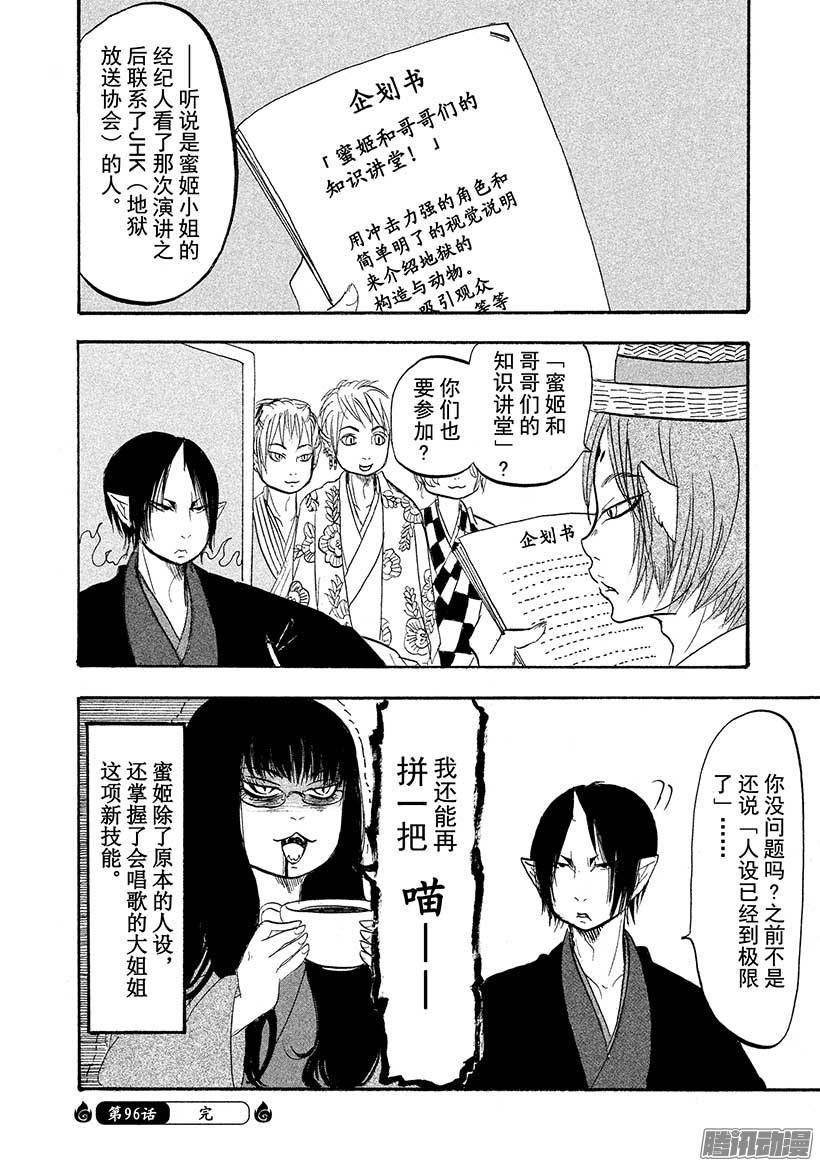 企划书
「蜜姬和哥哥们的
知识讲堂！」
用冲击力强的角色和
简单明了的视觉说明
来介绍地狱的
构造与动物。
吸引观众
等等
——听说是蜜姬小姐的
经纪人看了那次演讲之
后联系了JHK（地狱
放送协会）的人。
「蜜姬和
哥哥们的
知识讲堂」？
你们也
要参加？
企划书
你没问题吗？之前不是
还说「人设已经到极限
了」……
我还能再
拼一把
喵——
蜜姬除了原本的人设，
还掌握了会唱歌的大姐姐
这项新技能。
第96话 完
腾讯动漫